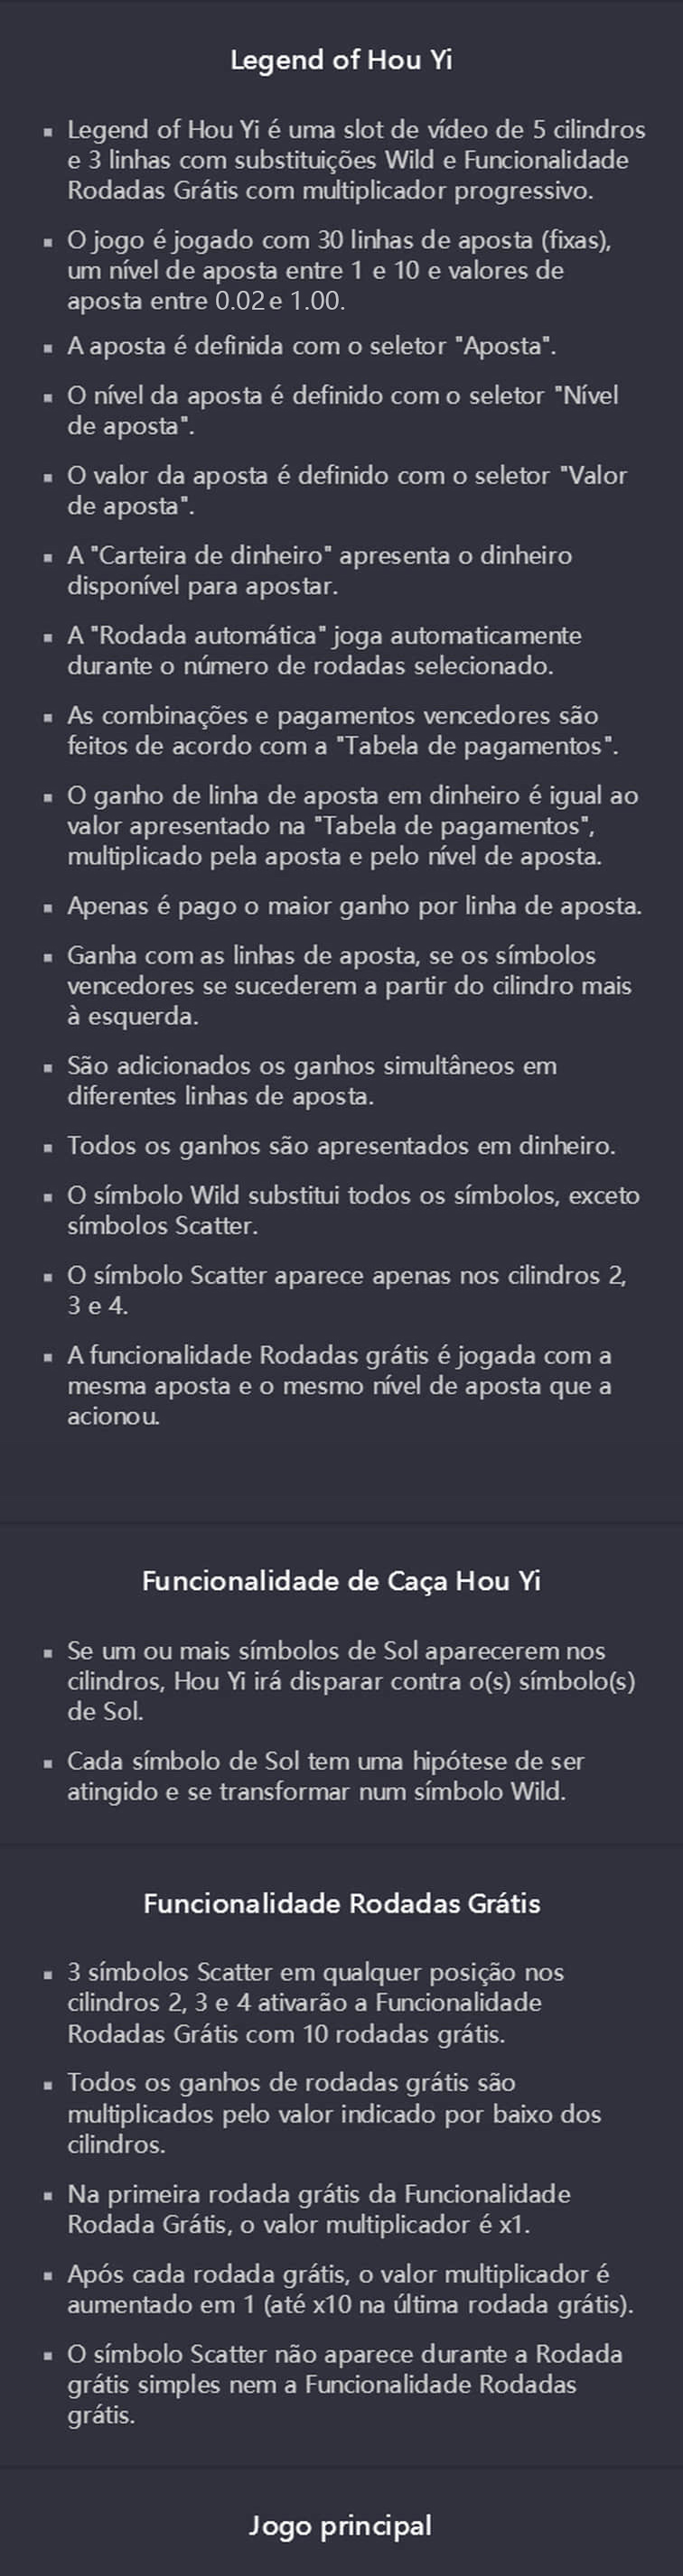 Legend of Hou Yi
▪ Legend of Hou Yi é uma slot de vídeo de 5 cilindros
e 3 linhas com substituições Wild e Funcionalidade
Rodadas Grátis com multiplicador progressivo.
▪ O jogo é jogado com 30 linhas de aposta (fixas),
um nível de aposta entre 1 e 10 e valores de
aposta entre 0.02 e 1.00.
▪ A aposta é definida com o seletor "Aposta".
▪ O nível da aposta é definido com o seletor "Nível
de aposta".
▪ O valor da aposta é definido com o seletor "Valor
de aposta".
▪ A "Carteira de dinheiro" apresenta o dinheiro
disponível para apostar.
▪ A "Rodada automática" joga automaticamente
durante o número de rodadas selecionado.
▪ As combinações e pagamentos vencedores são
feitos de acordo com a "Tabela de pagamentos".
▪ O ganho de linha de aposta em dinheiro é igual ao
valor apresentado na "Tabela de pagamentos",
multiplicado pela aposta e pelo nível de aposta.
▪ Apenas é pago o maior ganho por linha de aposta.
▪ Ganha com as linhas de aposta, se os símbolos
vencedores se sucederem a partir do cilindro mais
à esquerda.
▪ São adicionados os ganhos simultâneos em
diferentes linhas de aposta.
▪ Todos os ganhos são apresentados em dinheiro.
▪ O símbolo Wild substitui todos os símbolos, exceto
símbolos Scatter.
▪ O símbolo Scatter aparece apenas nos cilindros 2,
3 e 4.
▪ A funcionalidade Rodadas grátis é jogada com a
mesma aposta e o mesmo nível de aposta que a
acionou.
Funcionalidade de Caça Hou Yi
▪ Se um ou mais símbolos de Sol aparecerem nos
cilindros, Hou Yi irá disparar contra o(s) símbolo(s)
de Sol.
▪ Cada símbolo de Sol tem uma hipótese de ser
atingido e se transformar num símbolo Wild.
Funcionalidade Rodadas Grátis
▪ 3 símbolos Scatter em qualquer posição nos
cilindros 2, 3 e 4 ativarão a Funcionalidade
Rodadas Grátis com 10 rodadas grátis.
▪ Todos os ganhos de rodadas grátis são
multiplicados pelo valor indicado por baixo dos
cilindros.
▪ Na primeira rodada grátis da Funcionalidade
Rodada Grátis, o valor multiplicador é x1.
▪ Após cada rodada grátis, o valor multiplicador é
aumentado em 1 (até x10 na última rodada grátis).
▪ O símbolo Scatter não aparece durante a Rodada
grátis simples nem a Funcionalidade Rodadas
grátis.
Jogo principal